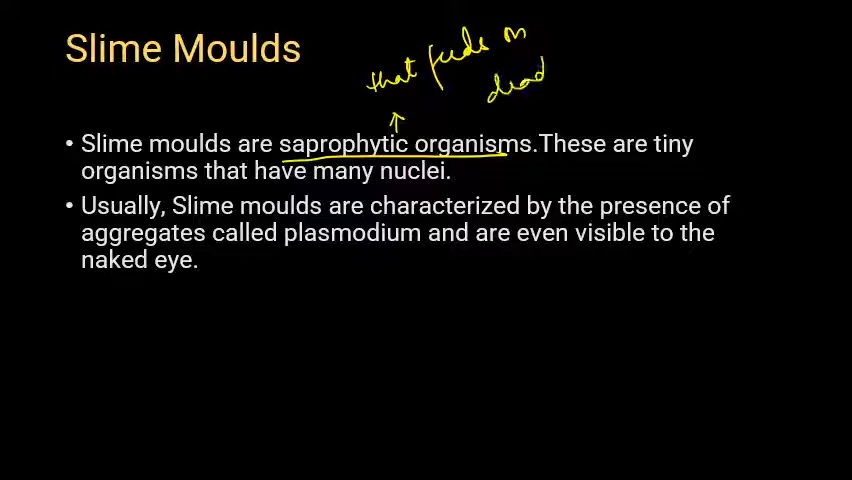 Slime Moulds
that feeds on
dead
↑
• Slime moulds are saprophytic organisms.These are tiny
organisms that have many nuclei.
• Usually, Slime moulds are characterized by the presence of
aggregates called plasmodium and are even visible to the
naked eye.